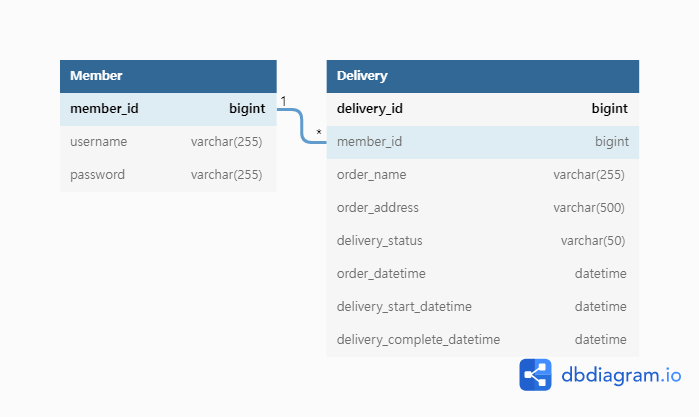 Member
member_id bigint
username varchar(255)
password varchar(255)
1
*
Delivery
delivery_id bigint
member_id bigint
order_name varchar(255)
order_address varchar(500)
delivery_status varchar(50)
order_datetime datetime
delivery_start_datetime datetime
delivery_complete_datetime datetime
dbdiagram.io